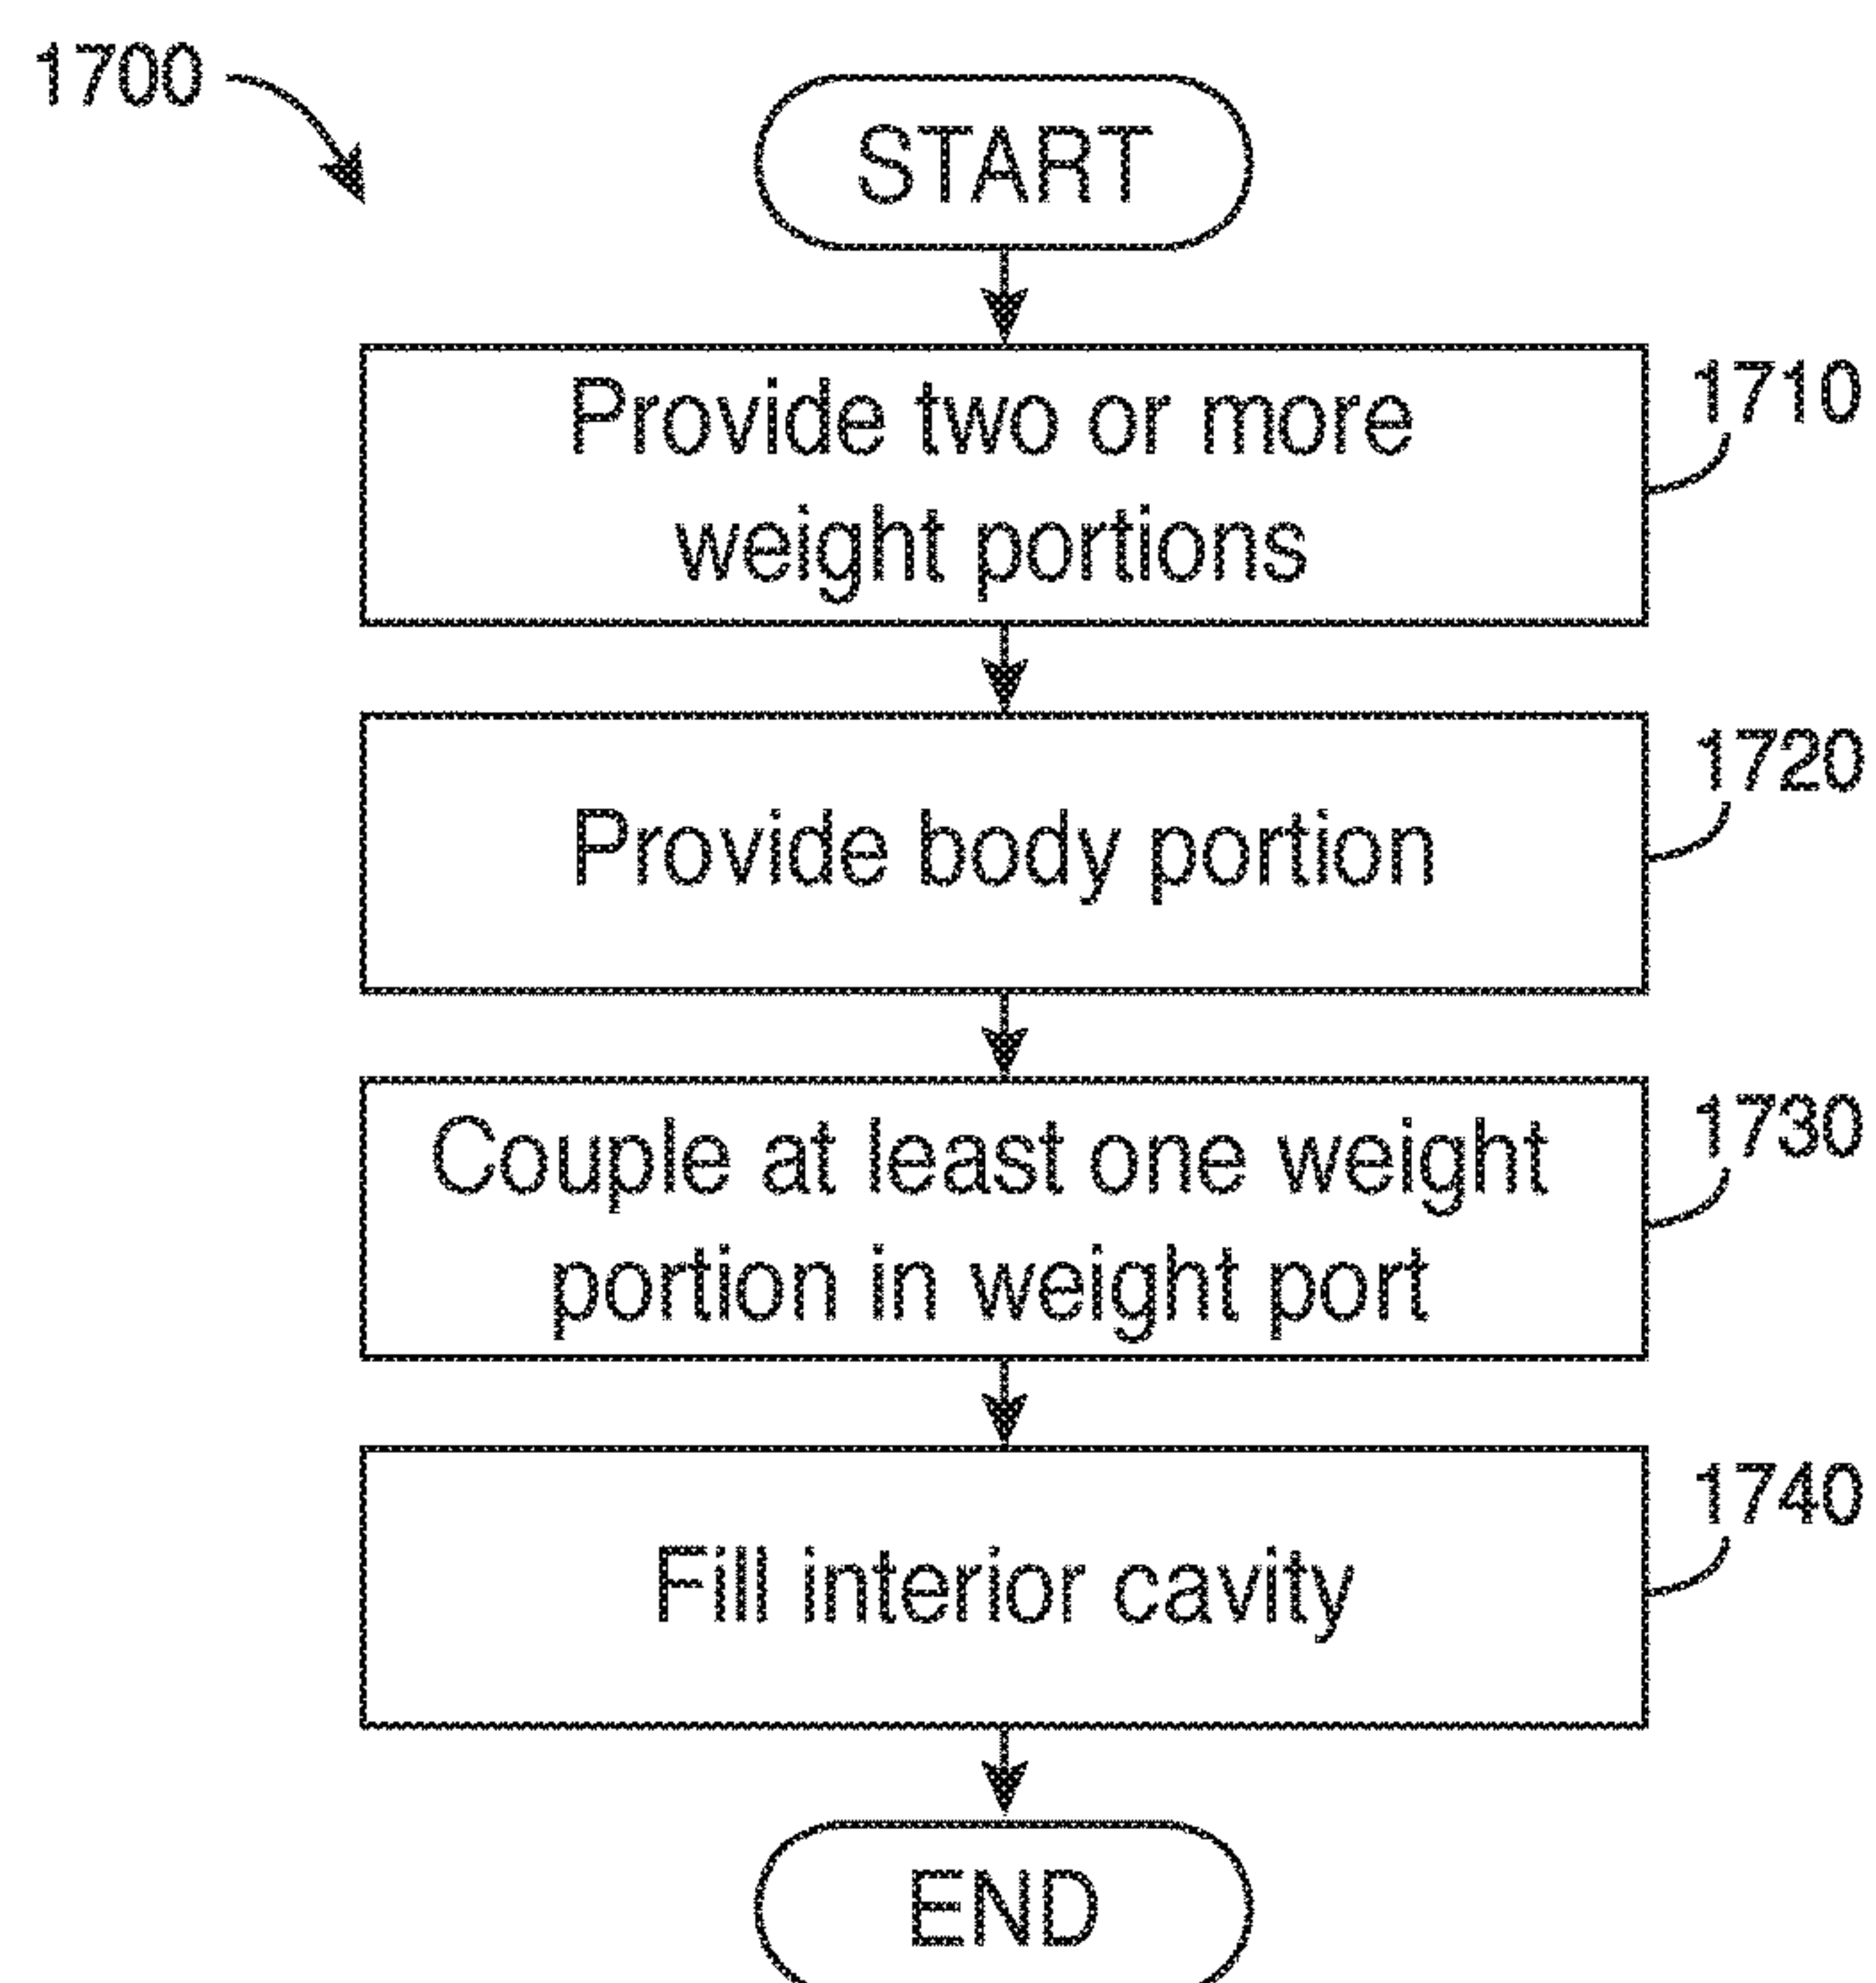 1700
START
Provide two or more
weight portions
1710
Provide body portion
1720
Couple at least one weight
portion in weight port
1730
Fill interior cavity
1740
END